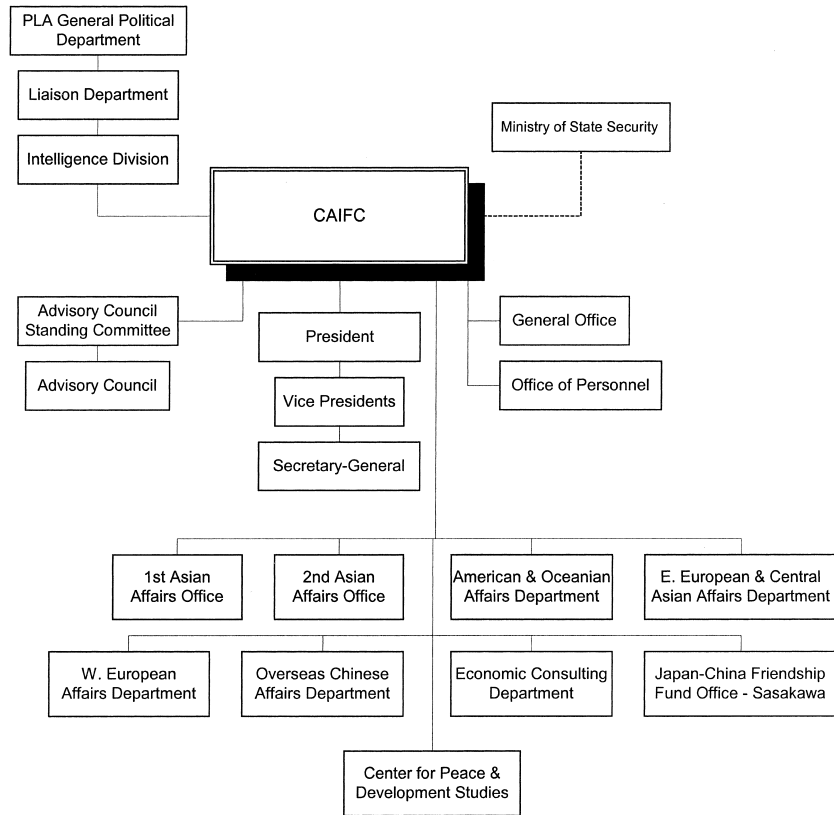 PLA General Political
Department
Liaison Department
Intelligence Division
Ministry of State Security
CAIFC
Advisory Council
Standing Committee
Advisory Council
President
Vice Presidents
Secretary-General
General Office
Office of Personnel
1st Asian
Affairs Office
2nd Asian
Affairs Office
American & Oceanian
Affairs Department
E. European & Central
Asian Affairs Department
W. European
Affairs Department
Overseas Chinese
Affairs Department
Economic Consulting
Department
Japan-China Friendship
Fund Office - Sasakawa
Center for Peace &
Development Studies